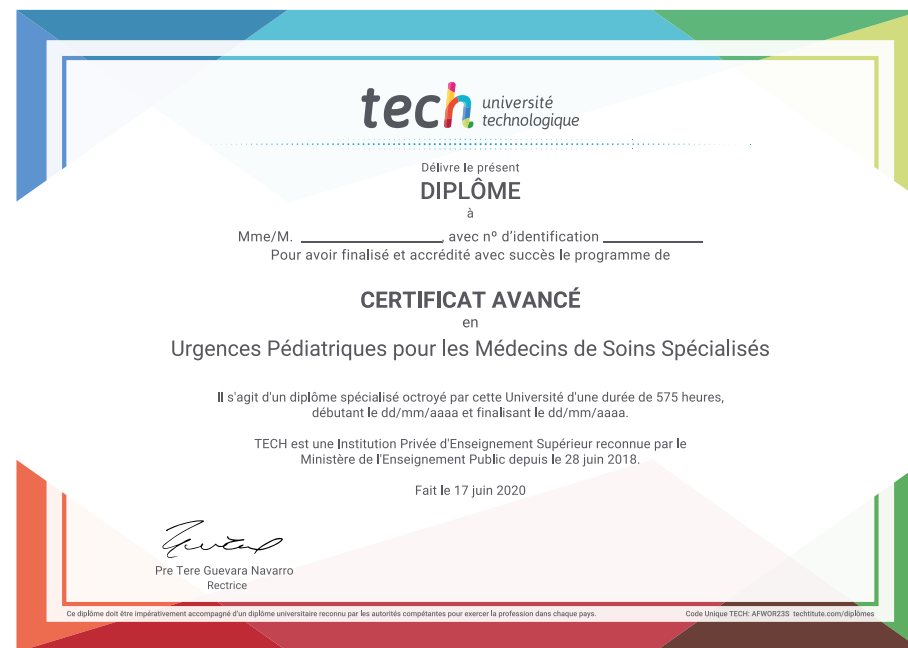 tech université
technologique
Délivre le présent
DIPLÔME
à
Mme/M. ____________________, avec nº d'identification ______________
Pour avoir finalisé et accrédité avec succès le programme de
CERTIFICAT AVANCÉ
en
Urgences Pédiatriques pour les Médecins de Soins Spécialisés
Il s'agit d'un diplôme spécialisé octroyé par cette Université d'une durée de 575 heures,
débutant le dd/mm/aaaa et finalisant le dd/mm/aaaa.
TECH est une Institution Privée d'Enseignement Supérieur reconnue par le
Ministère de l'Enseignement Public depuis le 28 juin 2018.
Fait le 17 juin 2020
Pre Tere Guevara Navarro
Rectrice
Ce diplôme doit être impérativement accompagné d'un diplôme universitaire reconnu par les autorités compétantes pour exercer la profession dans chaque pays. Code Unique TECH: AFWOR23S techtitute.com/diplômes